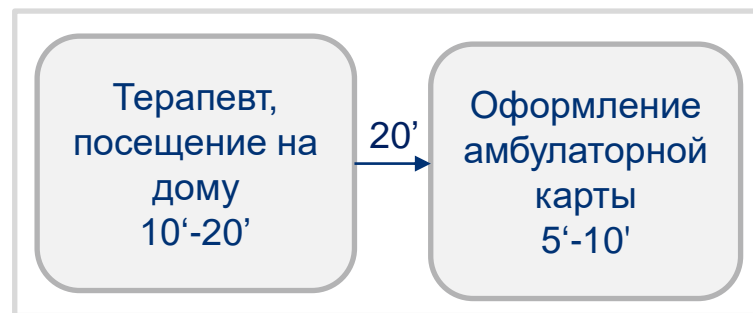 Терапевт,
посещение на
дому
10‘-20’
20’
Оформление
амбулаторной
карты
5‘-10'